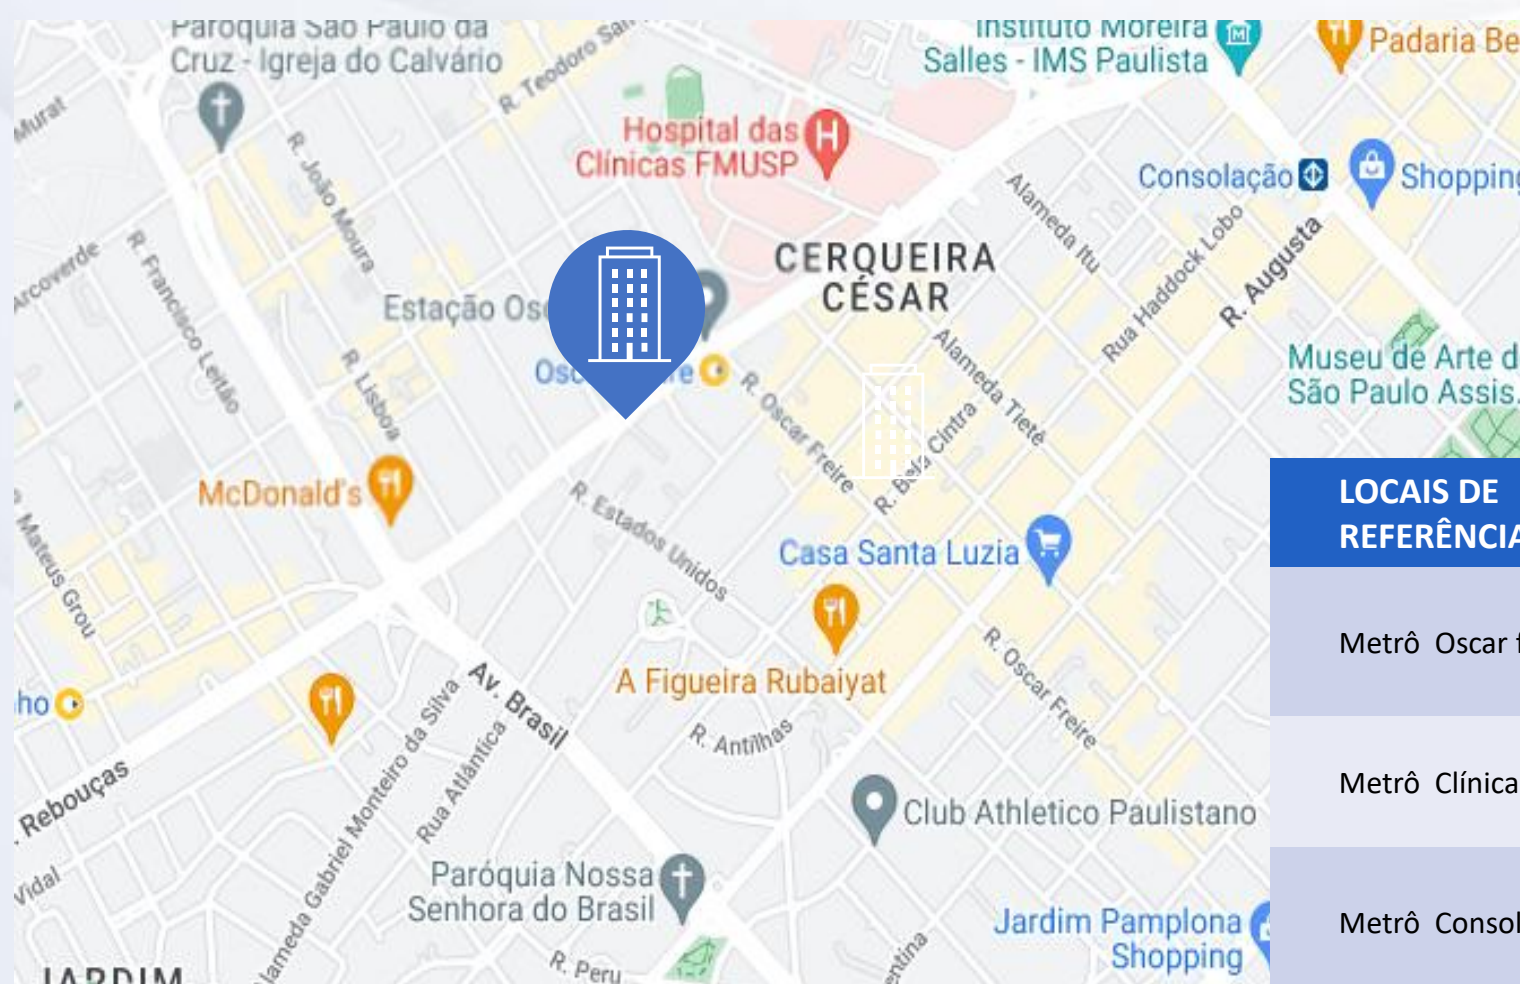 Paróquia São Paulo da
Cruz - Igreja do Calvário
R. Teodoro
Instituto Moreira
Salles - IMS Paulista
Padaria
Murat
R. João Moura
Hospital das
Clínicas FMUSP
Consolação
Shopping
Alameda Itu
Rua Haddock Lobo
R. Augusta
Arcoverde
R. Francisco Leitão
CERQUEIRA
CÉSAR
Estação
R. Lisboa
R. Oscar Freire
Alameda Tietê
R. Bela Cintra
Museu de Arte d
São Paulo Assis.
McDonald's
R. Estados Unidos
LOCAIS DE
REFERÊNCIA
Mateus Grou
Casa Santa Luzia
A Figueira Rubaiyat
R. Oscar Freire
Metrô Oscar f
ho
Av. Brasil
R. Antilhas
Rebouças
Alameda Gabriel Monteiro da Silva
Rua Atlântica
Metrô Clínica
Club Athletico Paulistano
Vidal
Paróquia Nossa
Senhora do Brasil
Jardim Pamplona
Shopping
Metrô Consol
R. Peru
JARDIM